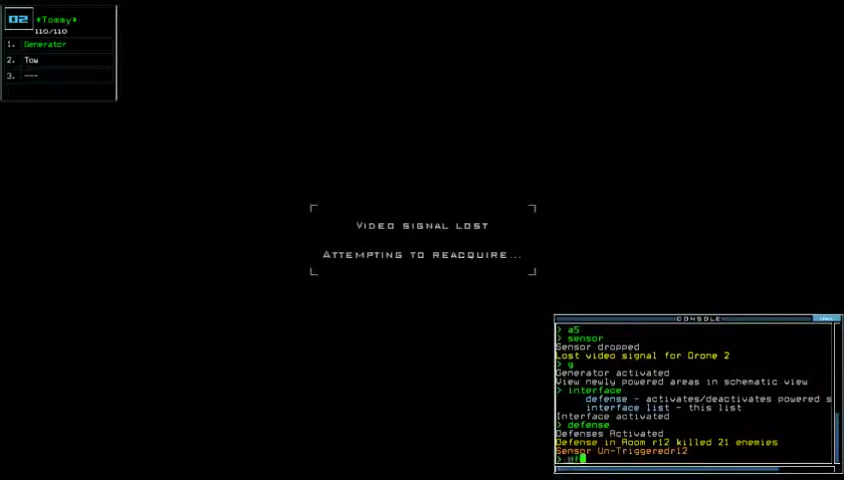 02 *Tommy*
110/110
1. Generator
2. Tow
3. ---
VIDEO SIGNAL LOST
ATTEMPTING TO REACQUIRE...
CONSOLE
> a5
> sensor
Sensor dropped
Lost video signal for Drone 2
> g
Generator activated
View newly powered areas in schematic view
> interface
defense - activates/deactivates powered s
interface list - this list
Interface activated
> defense
Defenses Activated
Defense in Room r12 killed 21 enemies
Sensor Un-Triggeredr12
>